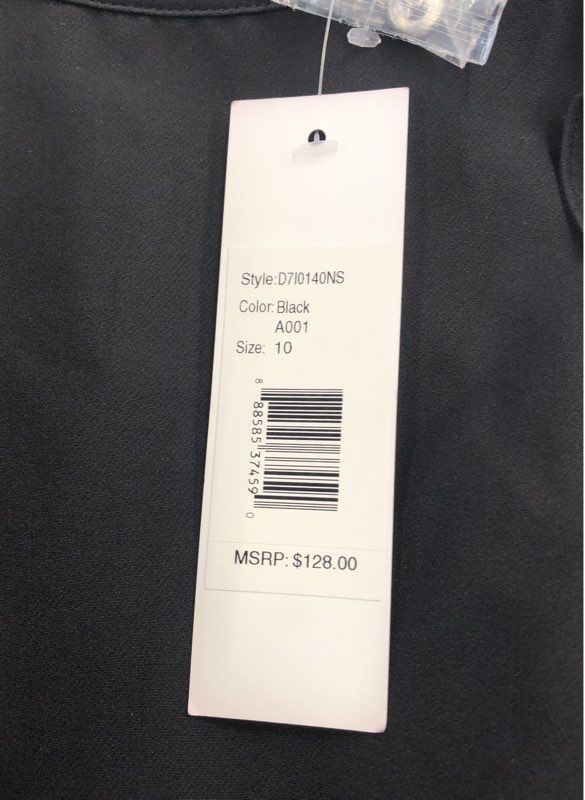 Style:D7I0140NS
Color: Black
A001
Size: 10
8 88585 37459 0
MSRP: $128.00